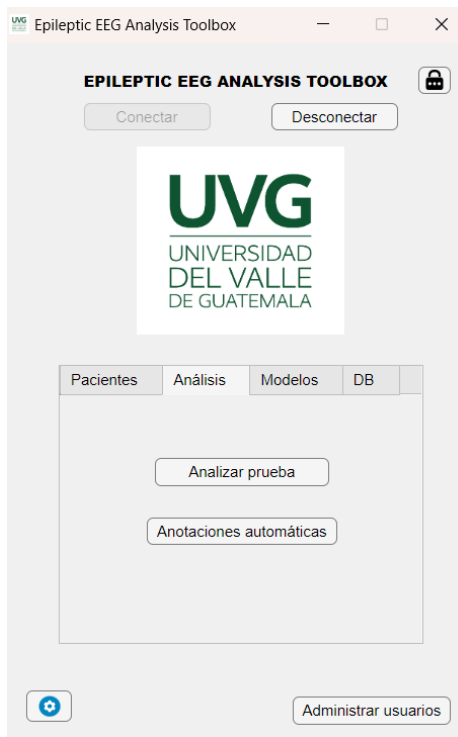 UVG Epileptic EEG Analysis Toolbox
EPILEPTIC EEG ANALYSIS TOOLBOX
Conectar Desconectar
UVG
UNIVERSIDAD
DEL VALLE
DE GUATEMALA
Pacientes Análisis Modelos DB
Analizar prueba
Anotaciones automáticas
Administrar usuarios